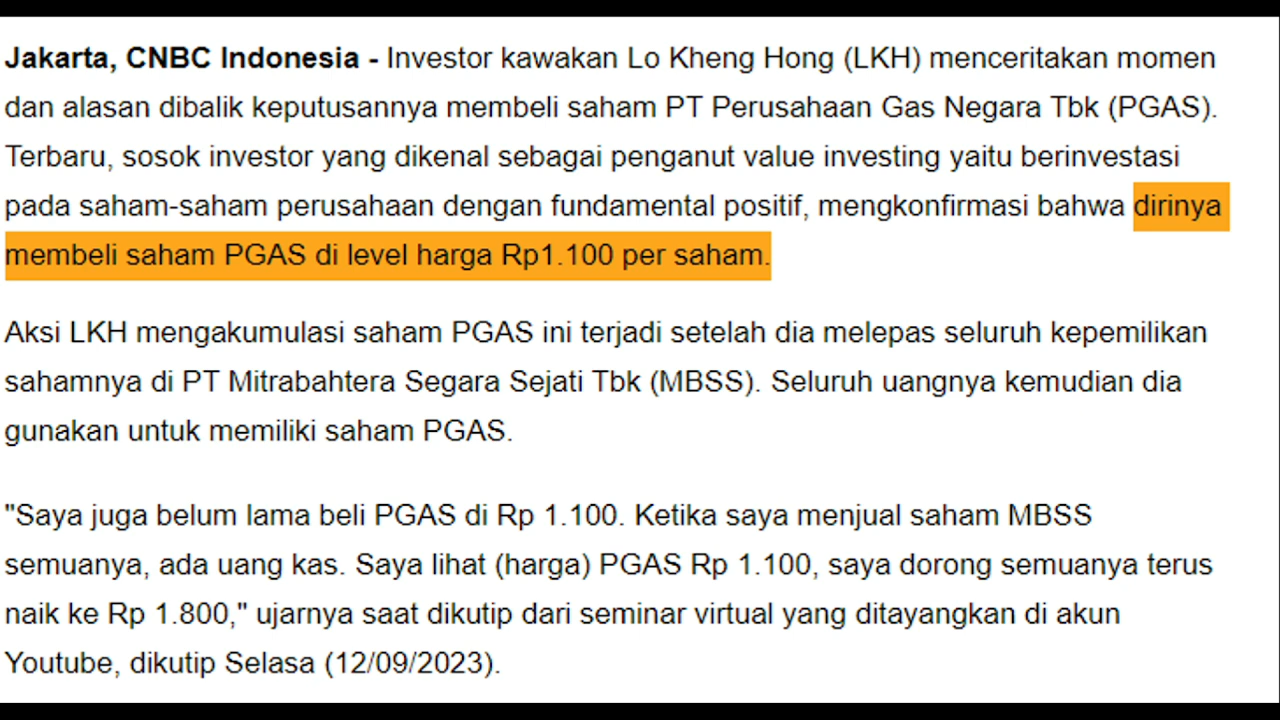 Jakarta, CNBC Indonesia - Investor kawakan Lo Kheng Hong (LKH) menceritakan momen
dan alasan dibalik keputusannya membeli saham PT Perusahaan Gas Negara Tbk (PGAS).
Terbaru, sosok investor yang dikenal sebagai penganut value investing yaitu berinvestasi
pada saham-saham perusahaan dengan fundamental positif, mengkonfirmasi bahwa dirinya
membeli saham PGAS di level harga Rp1.100 per saham.
Aksi LKH mengakumulasi saham PGAS ini terjadi setelah dia melepas seluruh kepemilikan
sahamnya di PT Mitrabahtera Segara Sejati Tbk (MBSS). Seluruh uangnya kemudian dia
gunakan untuk memiliki saham PGAS.
"Saya juga belum lama beli PGAS di Rp 1.100. Ketika saya menjual saham MBSS
semuanya, ada uang kas. Saya lihat (harga) PGAS Rp 1.100, saya dorong semuanya terus
naik ke Rp 1.800," ujarnya saat dikutip dari seminar virtual yang ditayangkan di akun
Youtube, dikutip Selasa (12/09/2023).